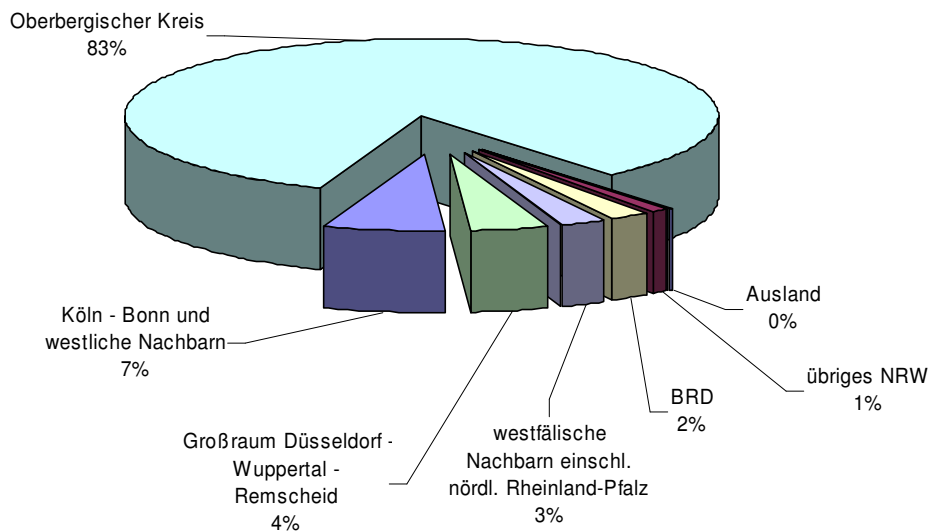 Oberbergischer Kreis
83%
Köln - Bonn und
westliche Nachbarn
7%
Großraum Düsseldorf -
Wuppertal -
Remscheid
4%
westfälische
Nachbarn einschl.
nördl. Rheinland-Pfalz
3%
BRD
2%
übriges NRW
1%
Ausland
0%